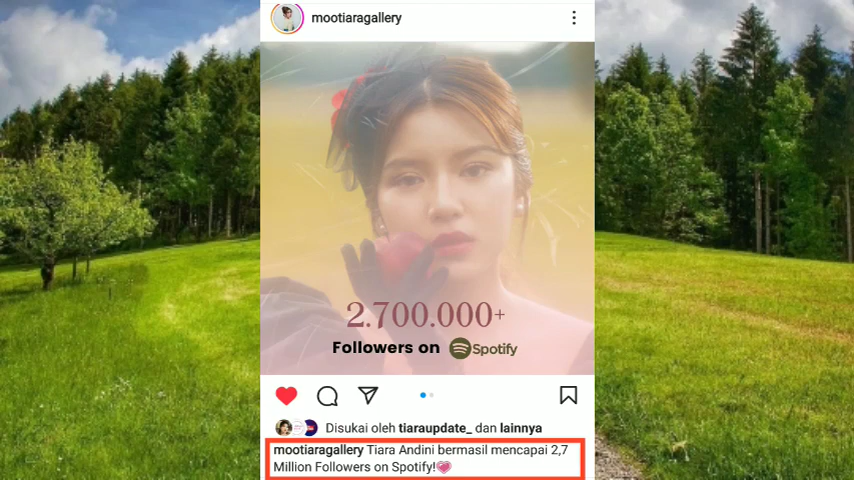 mootiaragallery
2.700.000+
Followers on Spotify
Disukai oleh tiaraupdate_ dan lainnya
mootiaragallery Tiara Andini bermasil mencapai 2,7
Million Followers on Spotify!💗